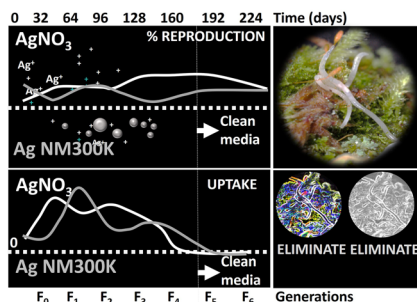 0 32 64 96 128 160 192 224 Time (days)
AgNO3 % REPRODUCTION
Ag+
Ag+
Ag+
Clean
media
Ag NM300K
AgNO3 UPTAKE
0
ELIMINATE ELIMINATE
Ag NM300K
Clean
media
F0 F1 F2 F3 F4 F5 F6 Generations